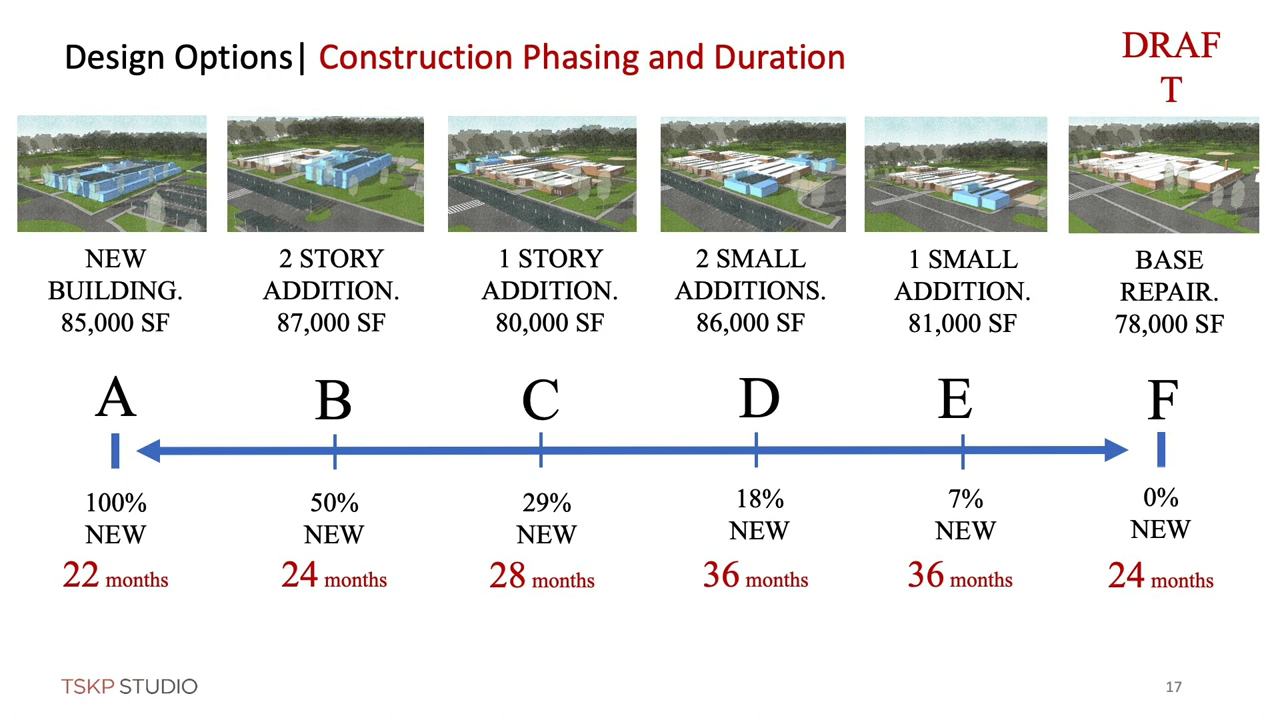 Design Options| Construction Phasing and Duration
DRAF
T
NEW
BUILDING.
85,000 SF
2 STORY
ADDITION.
87,000 SF
1 STORY
ADDITION.
80,000 SF
2 SMALL
ADDITIONS.
86,000 SF
1 SMALL
ADDITION.
81,000 SF
BASE
REPAIR.
78,000 SF
A
B
C
D
E
F
100%
NEW
22 months
50%
NEW
24 months
29%
NEW
28 months
18%
NEW
36 months
7%
NEW
36 months
0%
NEW
24 months
TSKP STUDIO
17